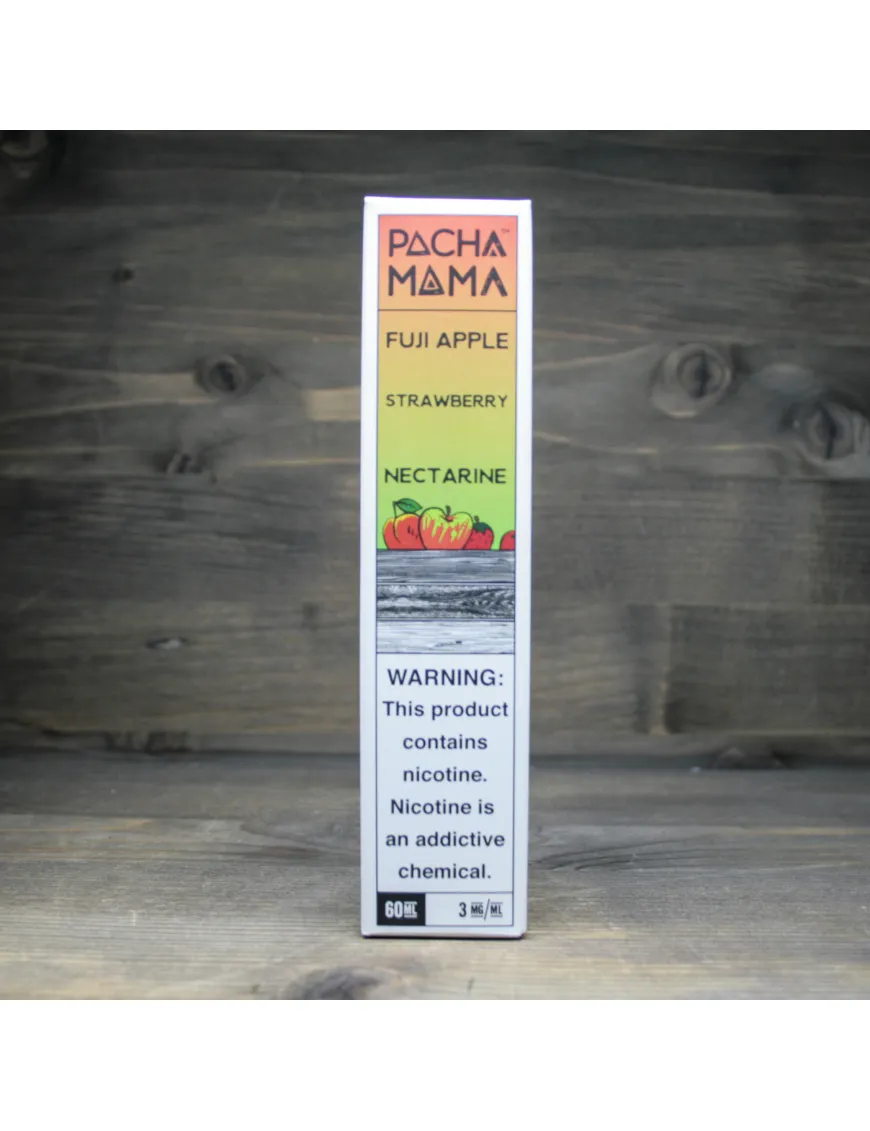 PACHA™
MAMA
FUJI APPLE
STRAWBERRY
NECTARINE
WARNING:
This product
contains
nicotine.
Nicotine is
an addictive
chemical.
60ML 3 MG/ML